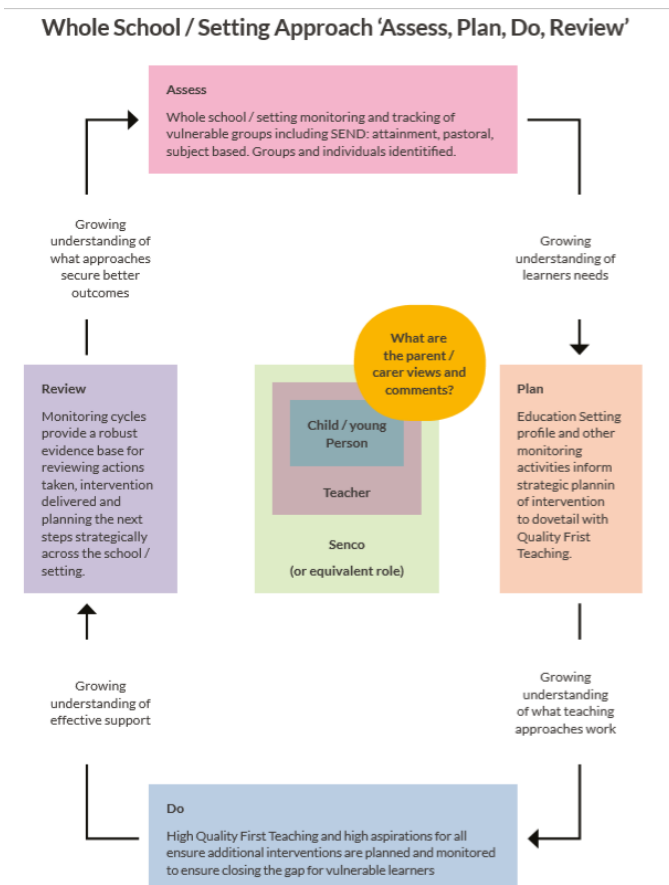 Whole School / Setting Approach ‘Assess, Plan, Do, Review’
Assess
Whole school / setting monitoring and tracking of
vulnerable groups including SEND: attainment, pastoral,
subject based. Groups and individuals identitified.
Growing
understanding of
what approaches
secure better
outcomes
Growing
understanding of
learners needs
What are
the parent /
carer views and
comments?
Review
Monitoring cycles
provide a robust
evidence base for
reviewing actions
taken, intervention
delivered and
planning the next
steps strategically
across the school /
setting.
Child / young
Person
Teacher
Senco
(or equivalent role)
Plan
Education Setting
profile and other
monitoring
activities inform
strategic plannin
of intervention
to dovetail with
Quality Frist
Teaching.
Growing
understanding of
effective support
Growing
understanding
of what teaching
approaches work
Do
High Quality First Teaching and high aspirations for all
ensure additional interventions are planned and monitored
to ensure closing the gap for vulnerable learners